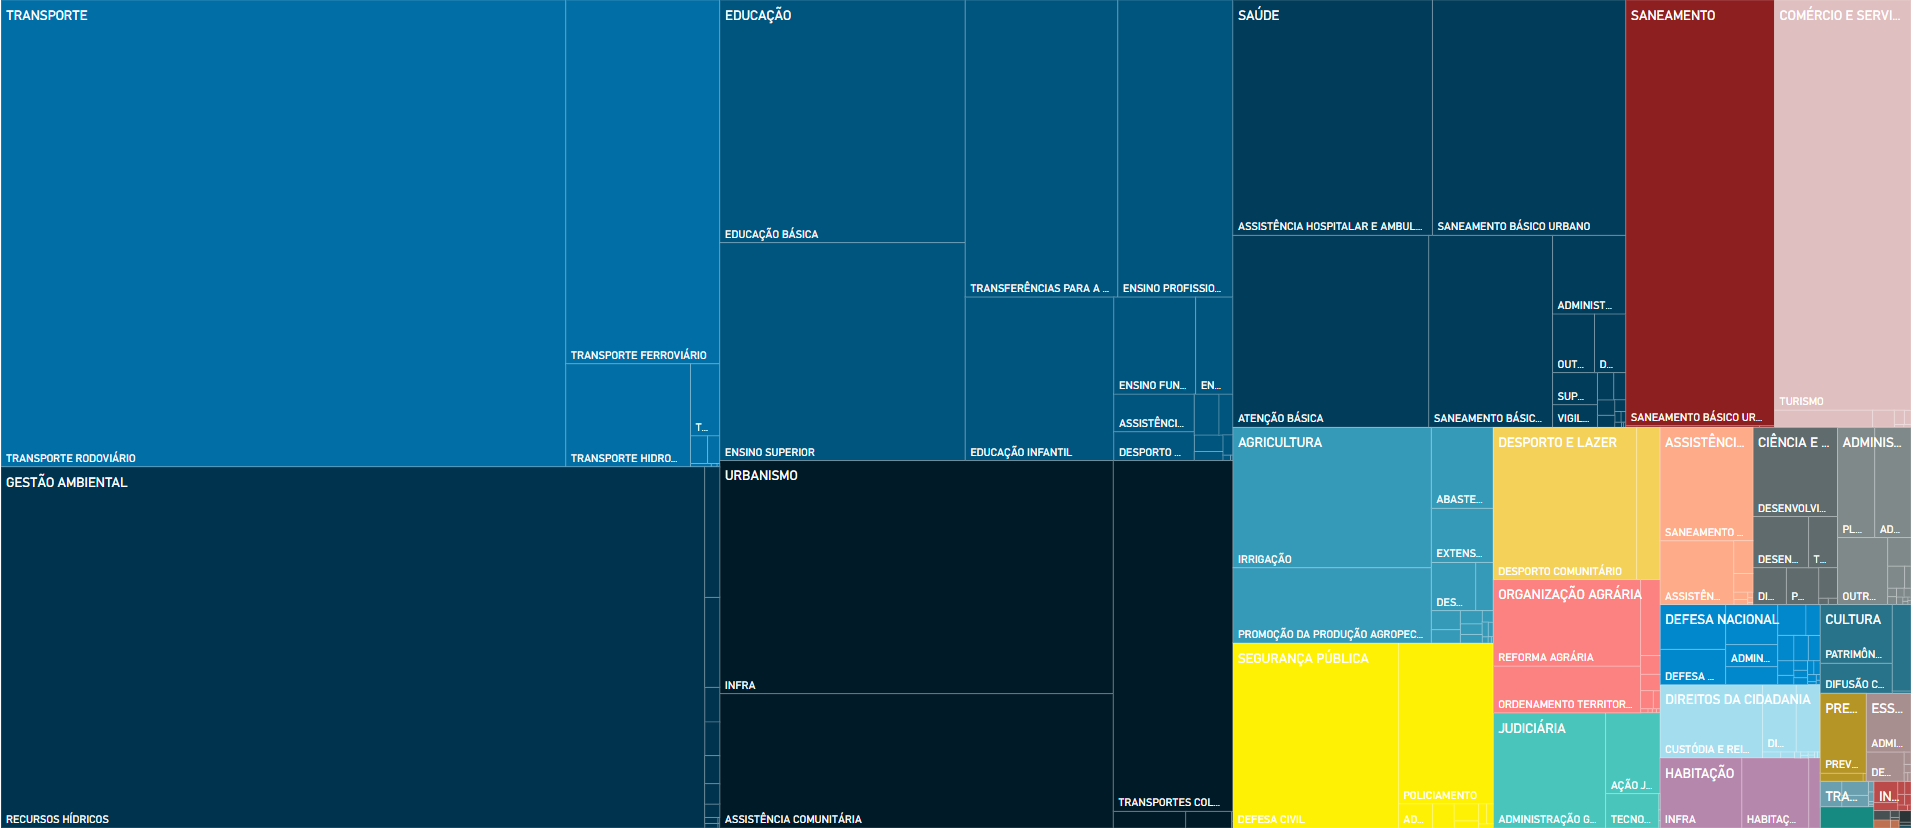 TRANSPORTE
TRANSPORTE RODOVIÁRIO
TRANSPORTE FERROVIÁRIO
TRANSPORTE HIDRO...
T...
GESTÃO AMBIENTAL
RECURSOS HÍDRICOS
EDUCAÇÃO
EDUCAÇÃO BÁSICA
ENSINO SUPERIOR
TRANSFERÊNCIAS PARA A ...
ENSINO PROFISSIO...
EDUCAÇÃO INFANTIL
ENSINO FUN...
EN...
ASSISTÊNCI...
DESPORTO ...
URBANISMO
INFRA
ASSISTÊNCIA COMUNITÁRIA
TRANSPORTES COL...
SAÚDE
ASSISTÊNCIA HOSPITALAR E AMBUL...
SANEAMENTO BÁSICO URBANO
ATENÇÃO BÁSICA
SANEAMENTO BÁSIC...
ADMINIST...
OUT...
D...
SUP...
VIGIL...
SANEAMENTO
SANEAMENTO BÁSICO UR...
COMÉRCIO E SERVI...
TURISMO
AGRICULTURA
IRRIGAÇÃO
PROMOÇÃO DA PRODUÇÃO AGROPEC...
ABASTE...
EXTENS...
DES...
SEGURANÇA PÚBLICA
DEFESA CIVIL
POLICIAMENTO
AD...
DESPORTO E LAZER
DESPORTO COMUNITÁRIO
ORGANIZAÇÃO AGRÁRIA
REFORMA AGRÁRIA
ORDENAMENTO TERRITOR...
JUDICIÁRIA
ADMINISTRAÇÃO G...
AÇÃO J...
TECNO...
ASSISTÊNCI...
SANEAMENTO ...
ASSISTÊN...
CIÊNCIA E ...
DESENVOLVI...
DESEN...
T...
DI...
P...
ADMINIS...
PL...
AD...
OUTR...
DEFESA NACIONAL
DEFESA ...
ADMIN...
CULTURA
PATRIMÔN...
DIFUSÃO C...
DIREITOS DA CIDADANIA
CUSTÓDIA E REI...
DI...
HABITAÇÃO
INFRA
HABITAÇ...
PRE...
PREV...
ESS...
ADMI...
DE...
TRA...
IN...